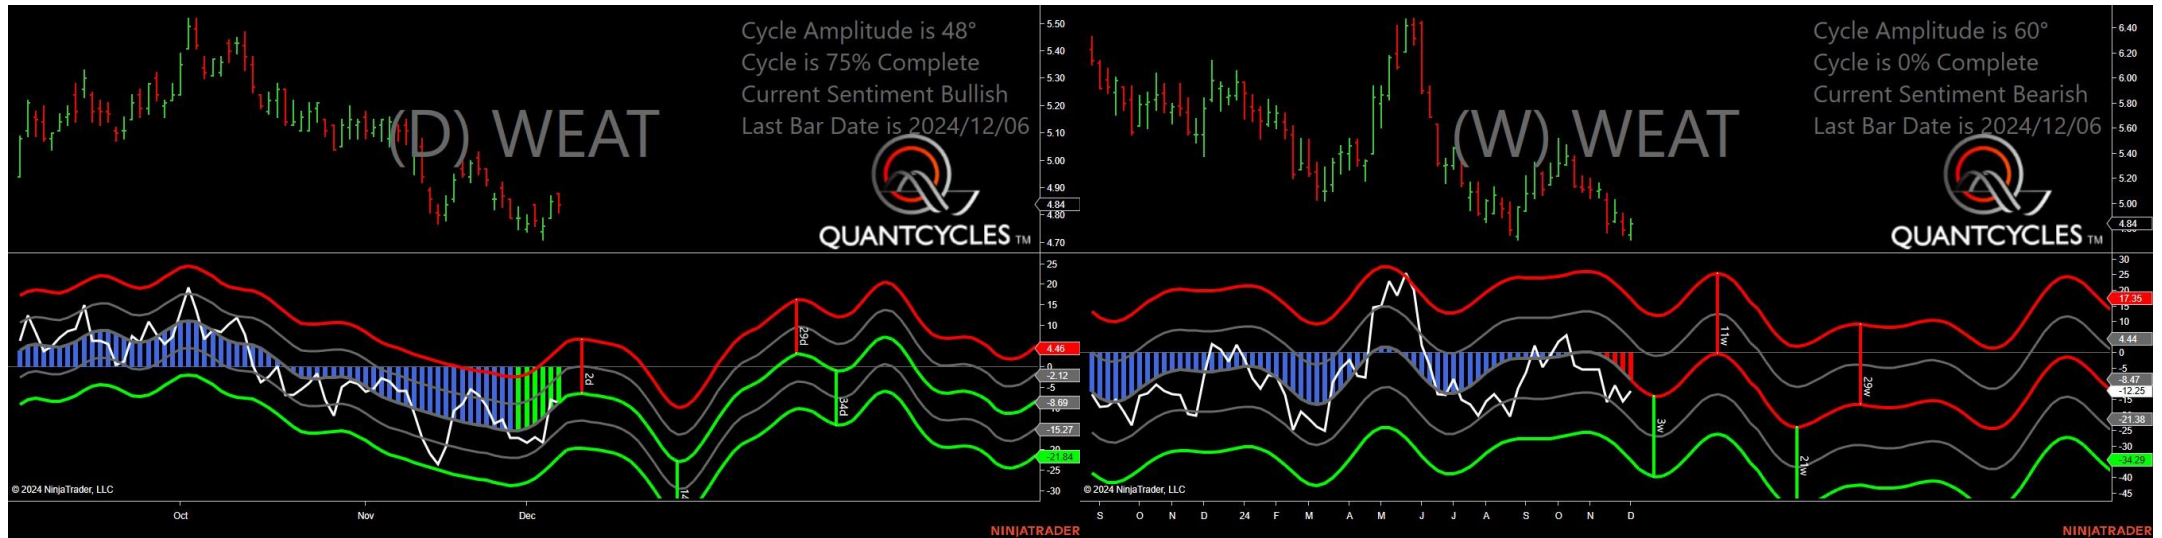 Cycle Amplitude is 48°
Cycle is 75% Complete
Current Sentiment Bullish
Last Bar Date is 2024/12/06
(D) WEAT
QUANTCYCLES TM
5.50
5.40
5.30
5.20
5.10
5.00
4.90
4.84
4.80
4.70
25
20
15
10
4.46
0
-2.12
-5
-8.69
-15.27
-21.84
-25
-30
2d
14
29d
34d
© 2024 NinjaTrader, LLC
Oct
Nov
Dec
NINJATRADER
Cycle Amplitude is 60°
Cycle is 0% Complete
Current Sentiment Bearish
Last Bar Date is 2024/12/06
(W) WEAT
QUANTCYCLES TM
6.40
6.20
6.00
5.80
5.60
5.40
5.20
5.00
4.84
30
25
17.35
10
4.44
0
-5
-8.47
-12.25
-15
-21.38
-25
-30
-34.29
-40
-45
3w
11w
21w
29w
© 2024 NinjaTrader, LLC
S O N D 24 F M A M J J A S O N D
NINJATRADER